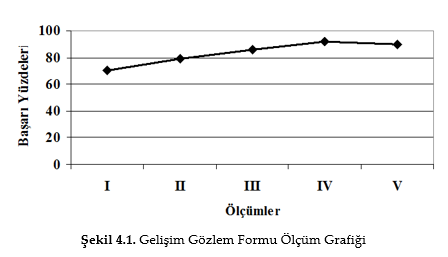 100
80
60
40
20
0
Başarı Yüzdeleri
I II III IV V
Ölçümler
Şekil 4.1. Gelişim Gözlem Formu Ölçüm Grafiği